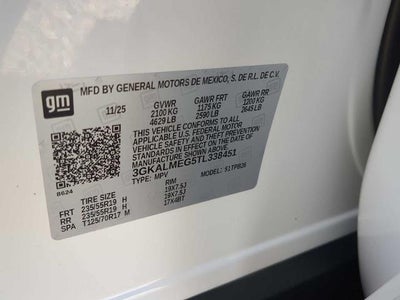 gm
MFD BY GENERAL MOTORS DE MEXICO, S. DE R.L. DE C.V.
11/25 GVWR GAWR FRT GAWR RR
2100 KG 1175 KG 1200 KG
4629 LB 2590 LB 2645 LB
THIS VEHICLE CONFORMS TO ALL
APPLICABLE U.S. FEDERAL MOTOR
VEHICLE SAFETY, BUMPER, AND
THEFT PREVENTION STANDARDS IN
EFFECT ON THE DATE OF
MANUFACTURE SHOWN ABOVE.
3GKALMEG5TL338451
TYPE: MPV MODEL:
8624
TIRE SIZE RIM
FRT 235/55R19 H 19X7.5J
RR 235/55R19 H 19X7.5J
SPA T125/70R17 M 17X4BT